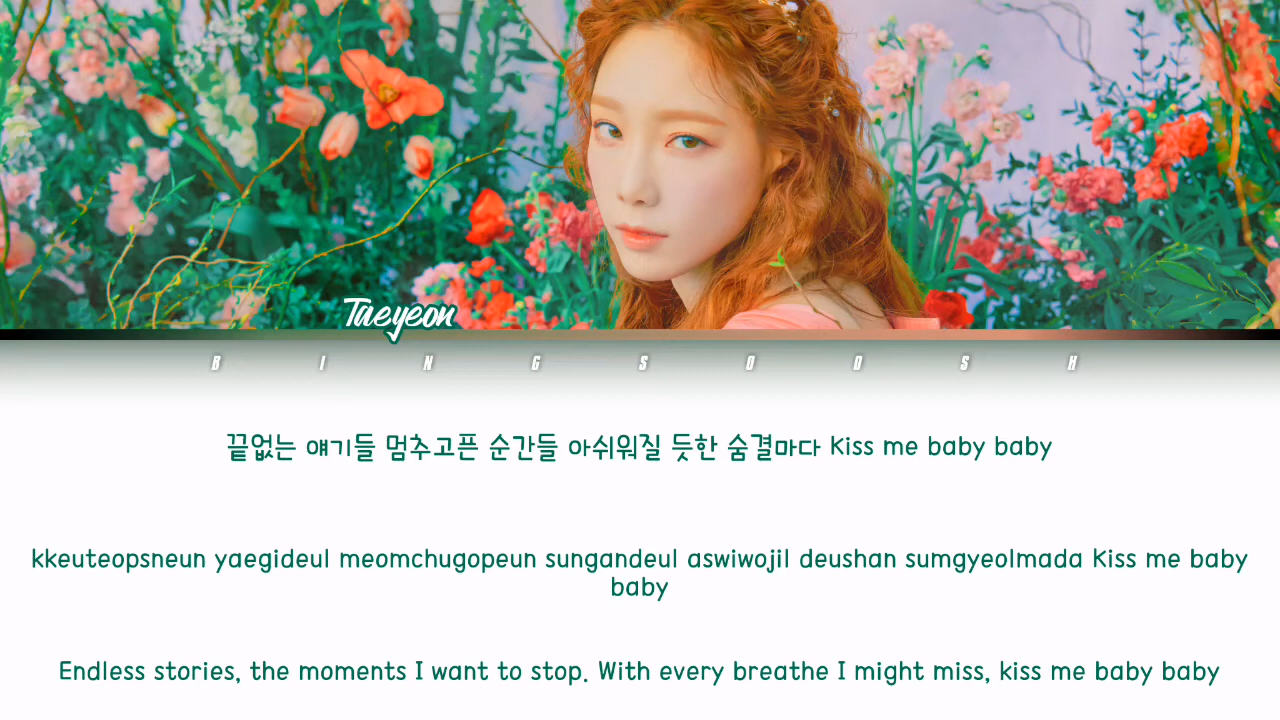 Taeyeon
BINGSOOSH
끝없는 얘기들 멈추고픈 순간들 아쉬워질 듯한 숨결마다 Kiss me baby baby
kkeuteopsneun yaegideul meomchugopeun sungandeul aswiwojil deushan sumgyeolmada Kiss me baby
baby
Endless stories, the moments I want to stop. With every breathe I might miss, kiss me baby baby